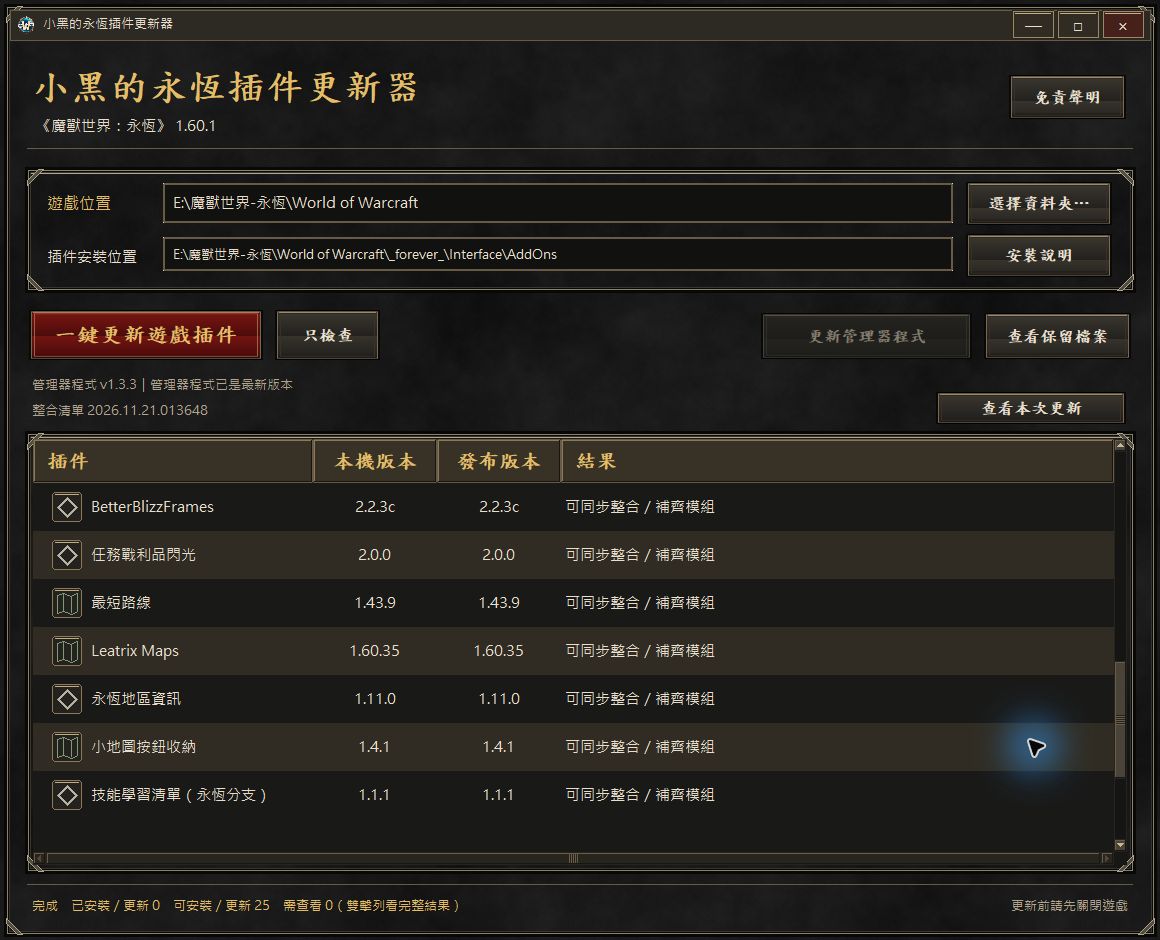 小黑的永恆插件更新器
小黑的永恆插件更新器
《魔獸世界：永恆》 1.60.1
免責聲明
遊戲位置
E:\魔獸世界-永恆\World of Warcraft
選擇資料夾…
插件安裝位置
E:\魔獸世界-永恆\World of Warcraft\_forever_\Interface\AddOns
安裝說明
一鍵更新遊戲插件
只檢查
更新管理器程式
查看保留檔案
管理器程式 v1.3.3 | 管理器程式已是最新版本
整合清單 2026.11.21.013648
查看本次更新
插件 本機版本 發布版本 結果
BetterBlizzFrames 2.2.3c 2.2.3c 可同步整合 / 補齊模組
任務戰利品閃光 2.0.0 2.0.0 可同步整合 / 補齊模組
最短路線 1.43.9 1.43.9 可同步整合 / 補齊模組
Leatrix Maps 1.60.35 1.60.35 可同步整合 / 補齊模組
永恆地區資訊 1.11.0 1.11.0 可同步整合 / 補齊模組
小地圖按鈕收納 1.4.1 1.4.1 可同步整合 / 補齊模組
技能學習清單（永恆分支） 1.1.1 1.1.1 可同步整合 / 補齊模組
完成 已安裝 / 更新 0 可安裝 / 更新 25 需查看 0（雙擊列看完整結果）
更新前請先關閉遊戲